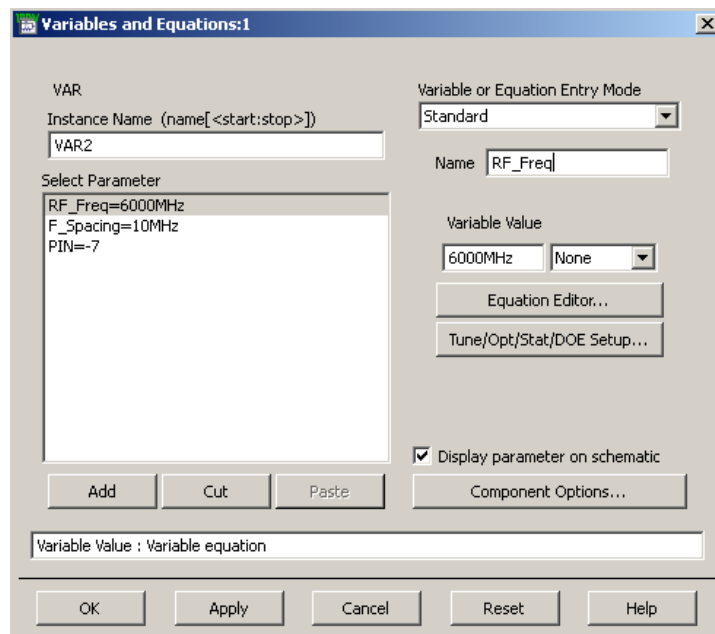 Variables and Equations:1
VAR
Instance Name (name[<start:stop>])
VAR2
Select Parameter
RF_Freq=6000MHz
F_Spacing=10MHz
PIN=-7
Add
Cut
Paste
Variable or Equation Entry Mode
Standard
Name RF_Freq
Variable Value
6000MHz None
Equation Editor...
Tune/Opt/Stat/DOE Setup...
Display parameter on schematic
Component Options...
Variable Value : Variable equation
OK Apply Cancel Reset Help